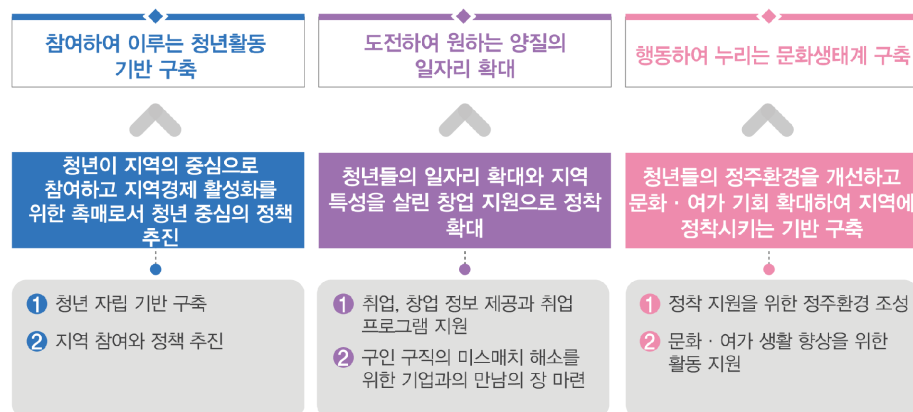 참여하여 이루는 청년활동
기반 구축
청년이 지역의 중심으로
참여하고 지역경제 활성화를
위한 촉매로서 청년 중심의 정책
추진
1 청년 자립 기반 구축
2 지역 참여와 정책 추진
도전하여 원하는 양질의
일자리 확대
청년들의 일자리 확대와 지역
특성을 살린 창업 지원으로 정착
확대
1 취업, 창업 정보 제공과 취업
프로그램 지원
2 구인 구직의 미스매치 해소를
위한 기업과의 만남의 장 마련
행동하여 누리는 문화생태계 구축
청년들의 정주환경을 개선하고
문화 · 여가 기회 확대하여 지역에
정착시키는 기반 구축
1 정착 지원을 위한 정주환경 조성
2 문화 · 여가 생활 향상을 위한
활동 지원